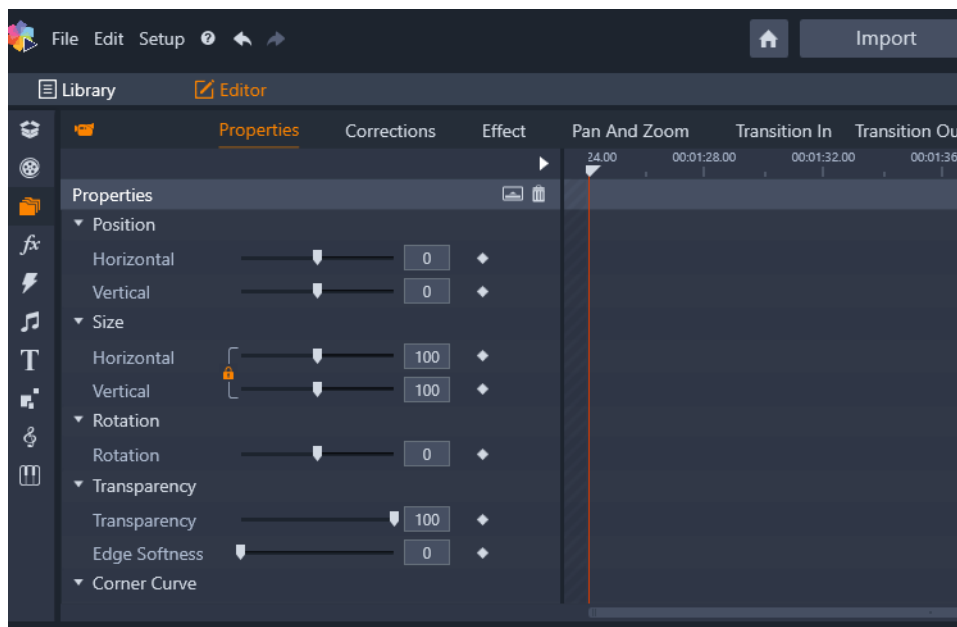 File Edit Setup ? Import
Library Editor
Properties Corrections Effect Pan And Zoom Transition In Transition Ou
24.00 00:01:28.00 00:01:32.00 00:01:36
Properties
Position
Horizontal 0
Vertical 0
Size
Horizontal 100
Vertical 100
Rotation
Rotation 0
Transparency
Transparency 100
Edge Softness 0
Corner Curve
fx
T